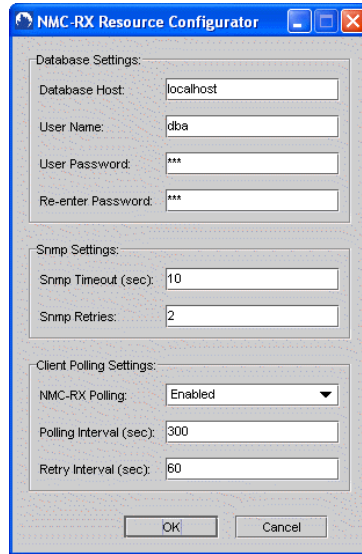 NMC-RX Resource Configurator
Database Settings:
Database Host: localhost
User Name: dba
User Password: ***
Re-enter Password: ***
Snmp Settings:
Snmp Timeout (sec): 10
Snmp Retries: 2
Client Polling Settings:
NMC-RX Polling: Enabled
Polling Interval (sec): 300
Retry Interval (sec): 60
OK Cancel